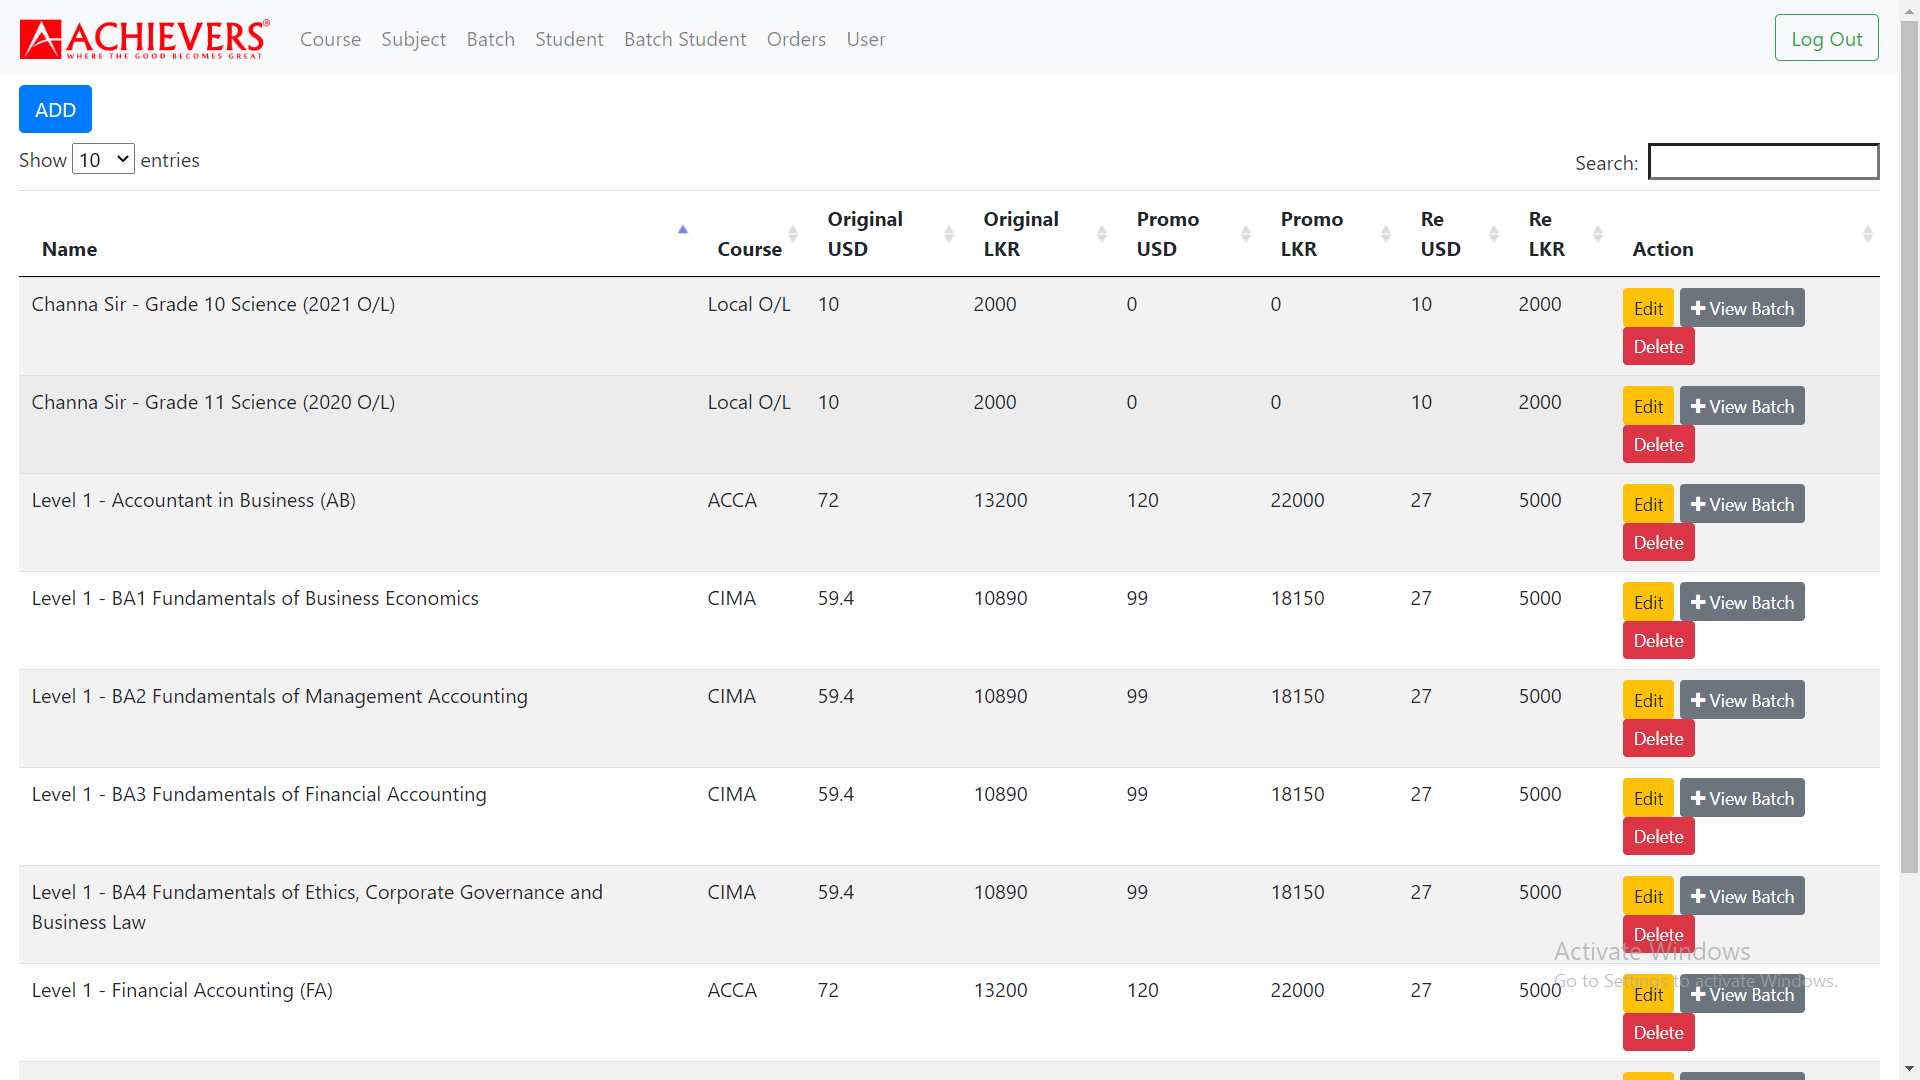 ACHIEVERS®
WHERE THE GOOD BECOMES GREAT
Course Subject Batch Student Batch Student Orders User
Log Out
ADD
Show 10 entries
Search:
Name Course Original USD Original LKR Promo USD Promo LKR Re USD Re LKR Action
Channa Sir - Grade 10 Science (2021 O/L) Local O/L 10 2000 0 0 10 2000 Edit View Batch
Delete
Channa Sir - Grade 11 Science (2020 O/L) Local O/L 10 2000 0 0 10 2000 Edit View Batch
Delete
Level 1 - Accountant in Business (AB) ACCA 72 13200 120 22000 27 5000 Edit View Batch
Delete
Level 1 - BA1 Fundamentals of Business Economics CIMA 59.4 10890 99 18150 27 5000 Edit View Batch
Delete
Level 1 - BA2 Fundamentals of Management Accounting CIMA 59.4 10890 99 18150 27 5000 Edit View Batch
Delete
Level 1 - BA3 Fundamentals of Financial Accounting CIMA 59.4 10890 99 18150 27 5000 Edit View Batch
Delete
Level 1 - BA4 Fundamentals of Ethics, Corporate Governance and CIMA 59.4 10890 99 18150 27 5000 Edit View Batch
Business Law
Delete
Activate Windows
Go to Settings to activate Windows.
Level 1 - Financial Accounting (FA) ACCA 72 13200 120 22000 27 5000 Edit View Batch
Delete